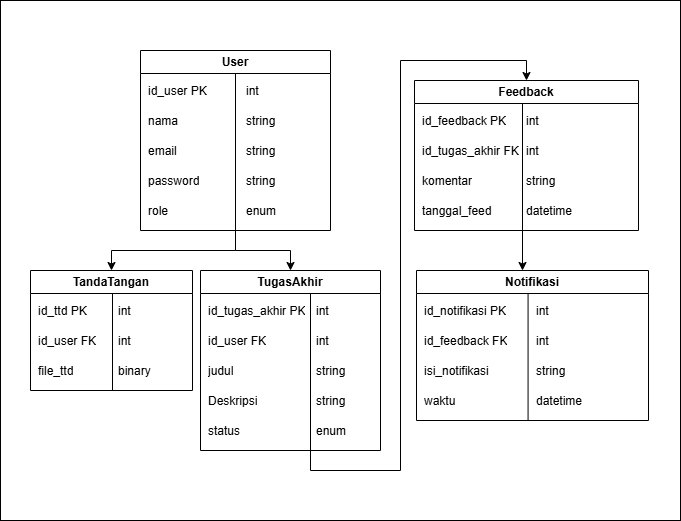 User
id_user PK int
nama string
email string
password string
role enum
TandaTangan
id_ttd PK int
id_user FK int
file_ttd binary
TugasAkhir
id_tugas_akhir PK int
id_user FK int
judul string
Deskripsi string
status enum
Feedback
id_feedback PK int
id_tugas_akhir FK int
komentar string
tanggal_feed datetime
Notifikasi
id_notifikasi PK int
id_feedback FK int
isi_notifikasi string
waktu datetime